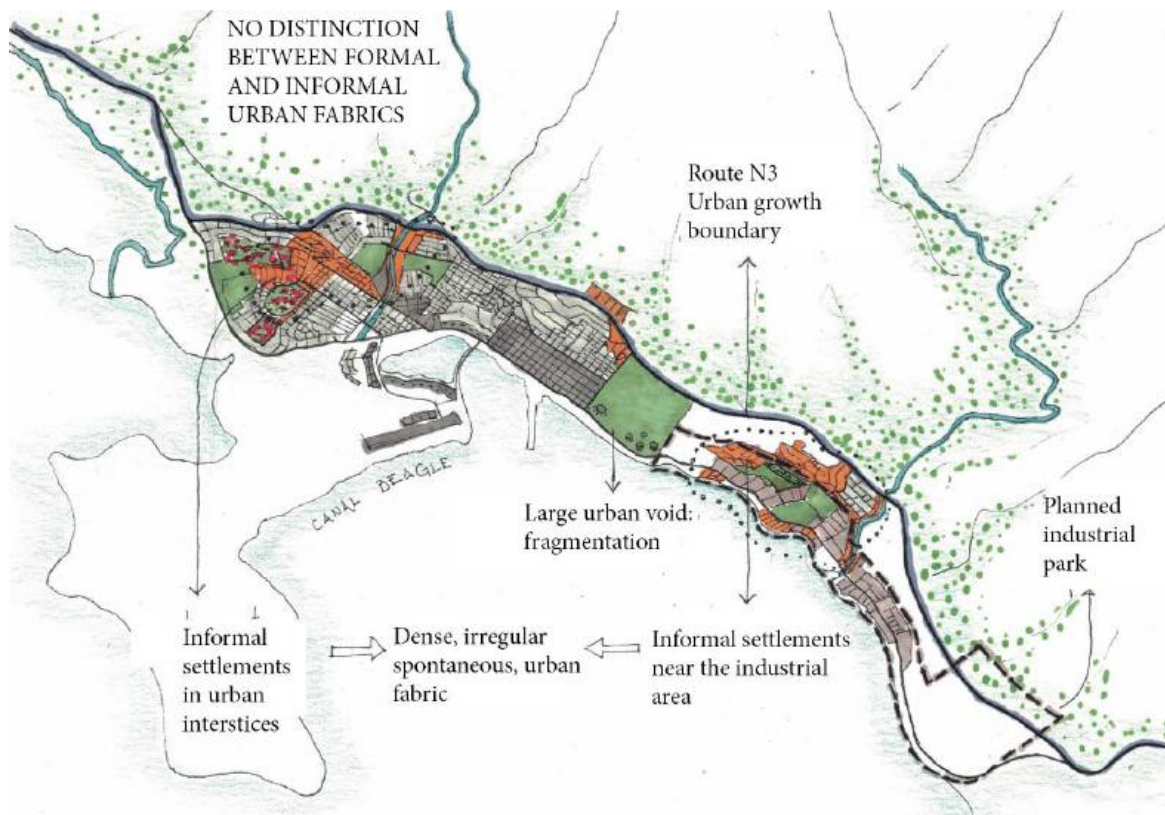 NO DISTINCTION
BETWEEN FORMAL
AND INFORMAL
URBAN FABRICS
Route N3
Urban growth
boundary
CANAL BEAGLE
Large urban void:
fragmentation
Planned
industrial
park
Informal
settlements
in urban
interstices
Dense, irregular
spontaneous, urban
fabric
Informal settlements
near the industrial
area